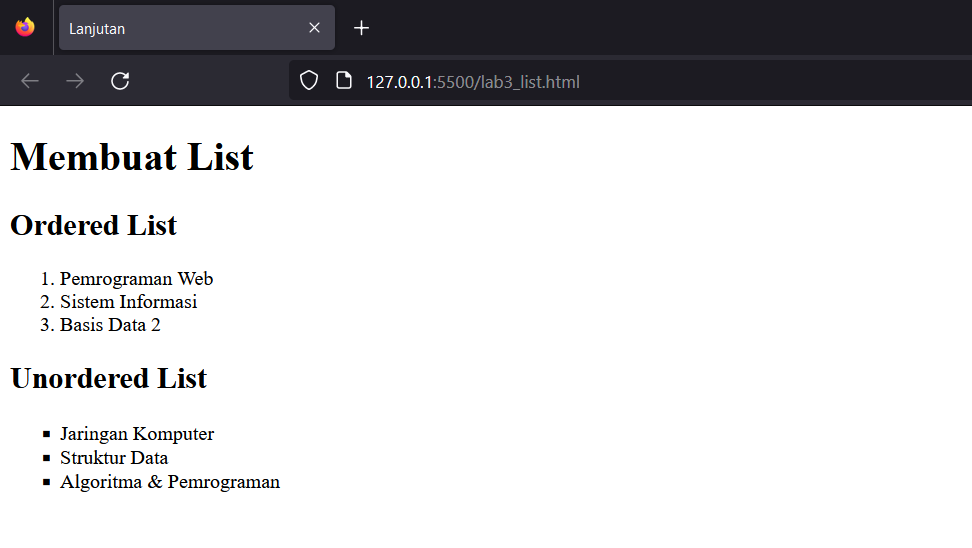 Lanjutan
127.0.0.1:5500/lab3_list.html
Membuat List
Ordered List
1. Pemrograman Web
2. Sistem Informasi
3. Basis Data 2
Unordered List
▪ Jaringan Komputer
▪ Struktur Data
▪ Algoritma & Pemrograman